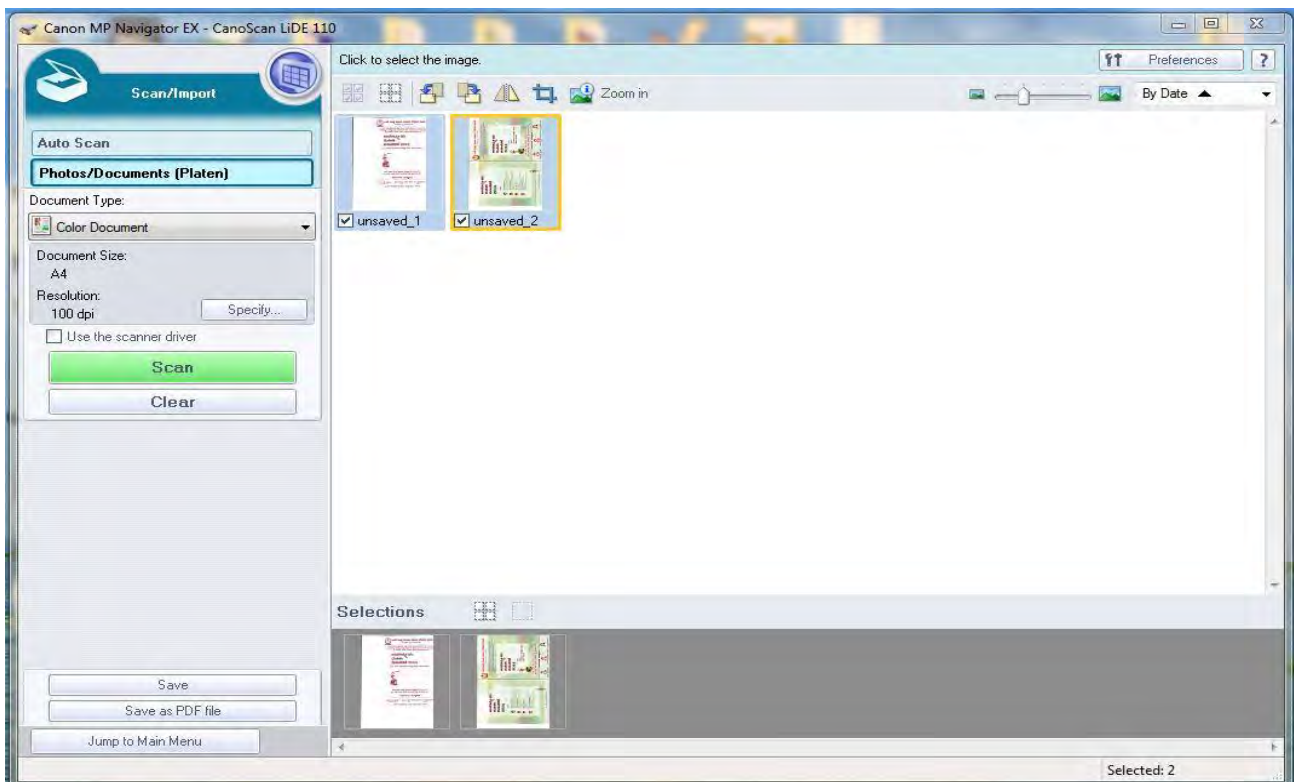 Canon MP Navigator EX - CanoScan LiDE 110
Scan/Import
Auto Scan
Photos/Documents (Platen)
Document Type:
Color Document
Document Size:
A4
Resolution:
100 dpi
Specify...
Use the scanner driver
Scan
Clear
Save
Save as PDF file
Jump to Main Menu
Click to select the image.
Preferences
?
Zoom in
By Date
unsaved_1
unsaved_2
Selections
Selected: 2